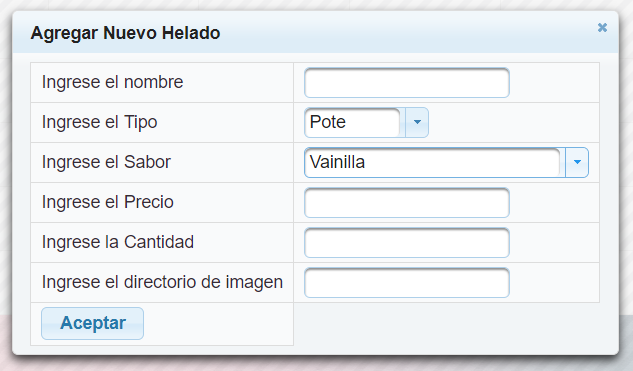 Agregar Nuevo Helado
Ingrese el nombre
Ingrese el Tipo
Pote
Ingrese el Sabor
Vainilla
Ingrese el Precio
Ingrese la Cantidad
Ingrese el directorio de imagen
Aceptar